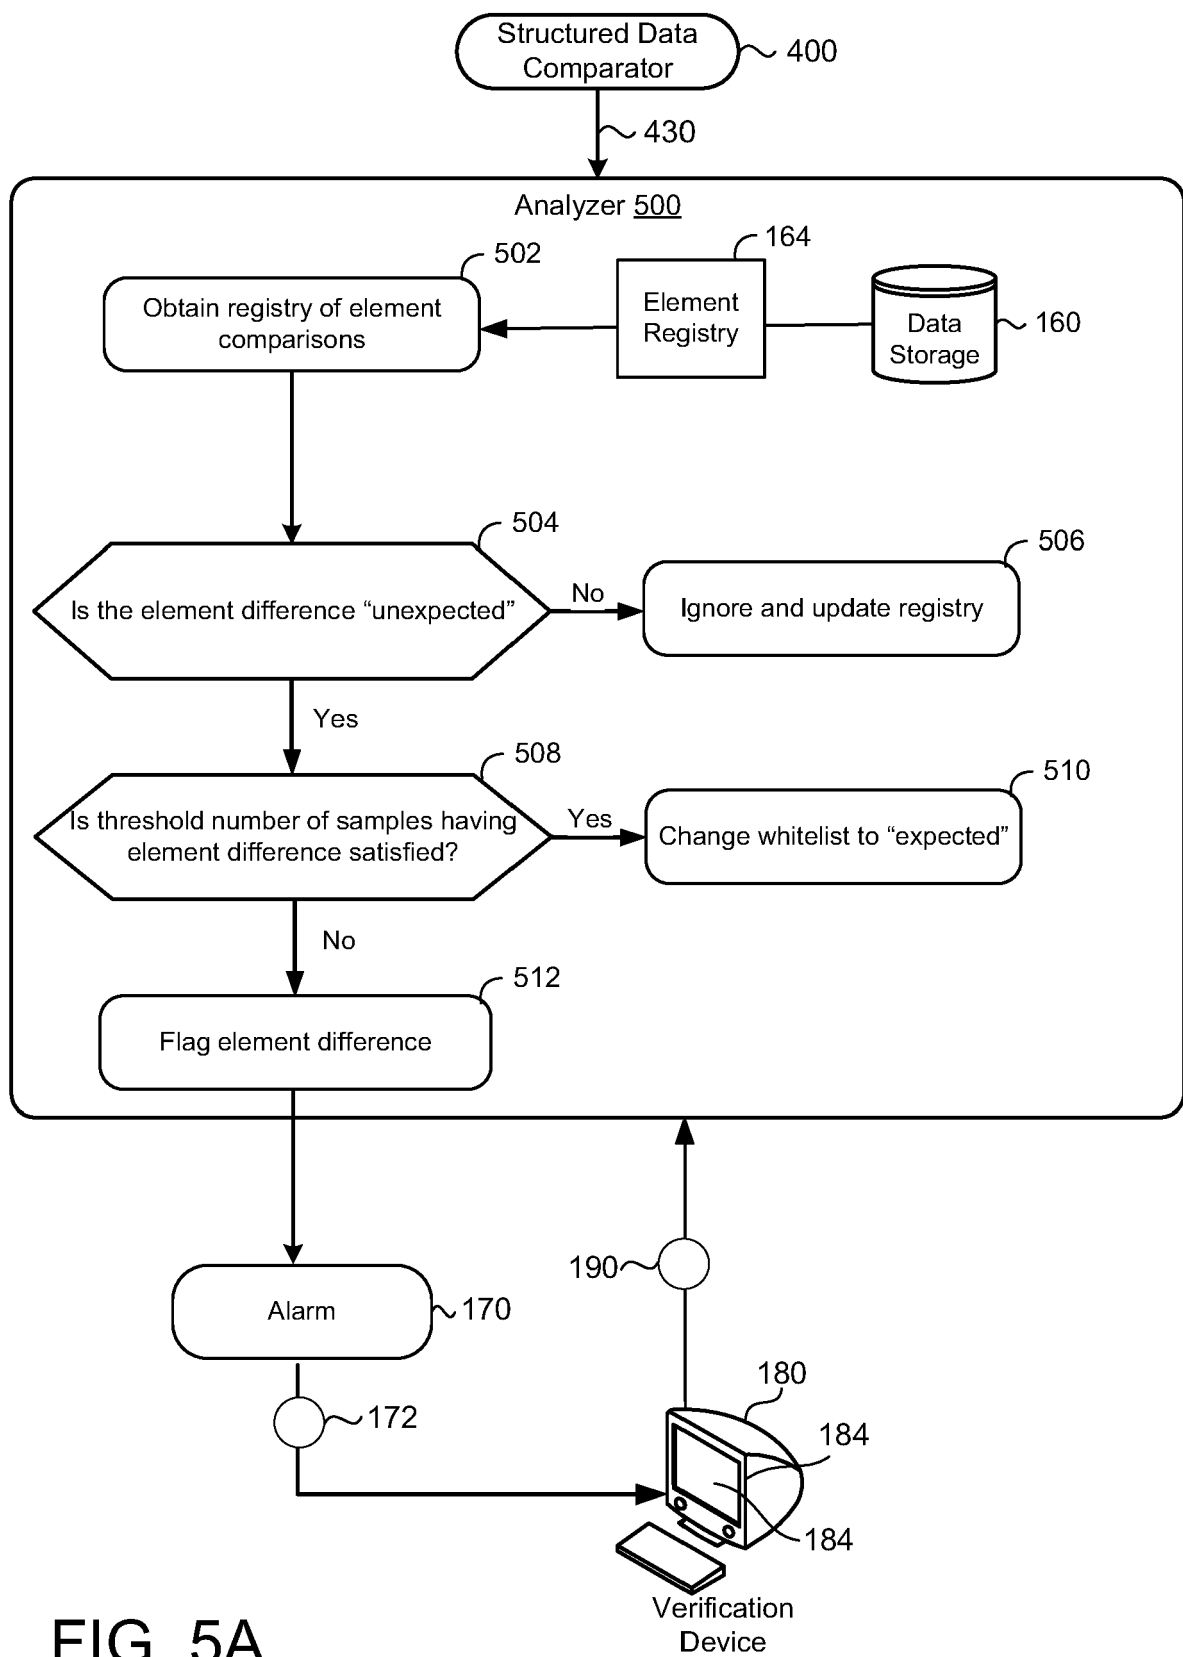 Structured Data
Comparator
400
430
Analyzer 500
502
164
Obtain registry of element
comparisons
Element
Registry
Data
Storage
160
504
506
Is the element difference “unexpected”
No
Ignore and update registry
Yes
508
510
Is threshold number of samples having
element difference satisfied?
Yes
Change whitelist to “expected”
No
512
Flag element difference
190
Alarm
170
180
172
184
184
Verification
Device
FIG. 5A